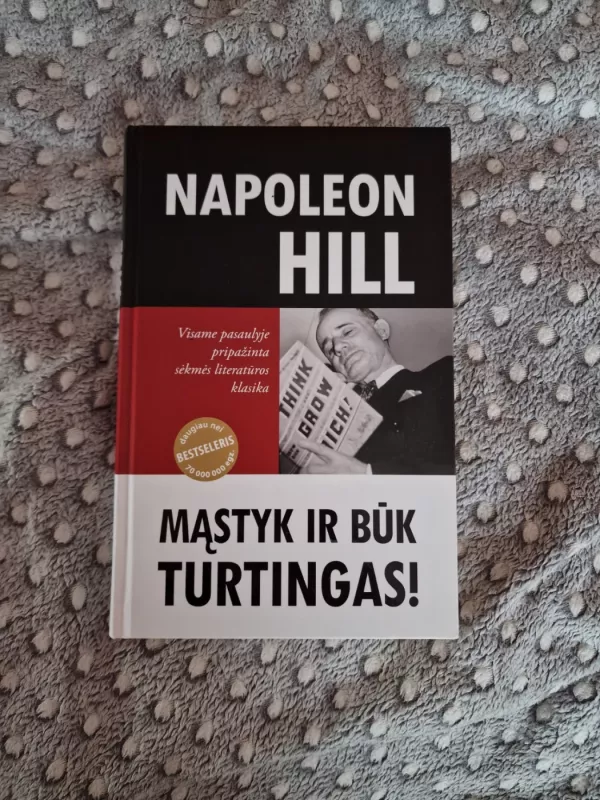 NAPOLEON
HILL
Visame pasaulyje
pripažinta
sėkmės literatūros
klasika
THINK
GROW
ICH!
daugiau nei
BESTSELERIS
70 000 000 egz.
MĄSTYK IR BŪK
TURTINGAS!